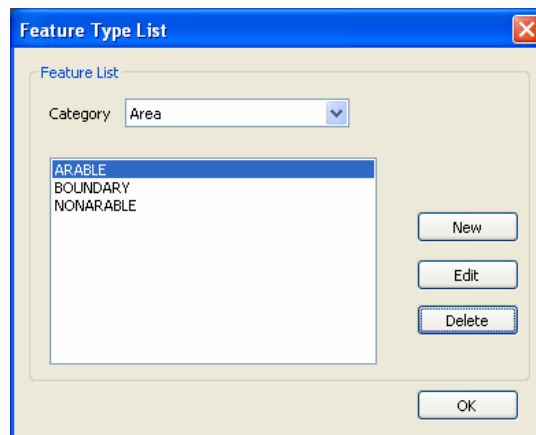 Feature Type List
Feature List
Category Area
ARABLE
BOUNDARY
NONARABLE
New
Edit
Delete
OK